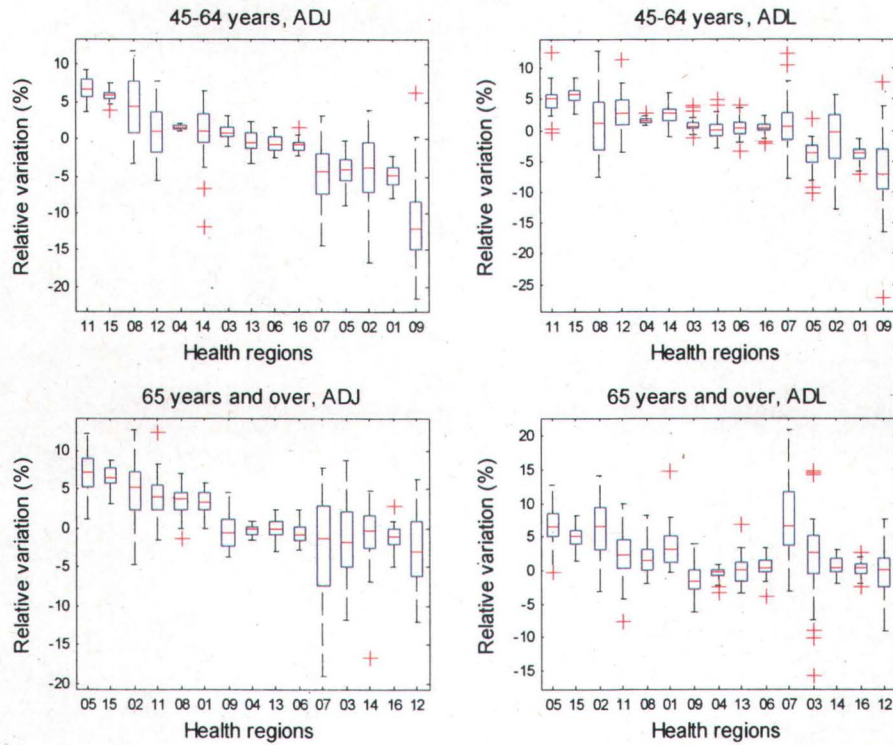 45-64 years, ADJ
Relative variation (%)
10
5
0
-5
-10
-15
-20
11 15 08 12 04 14 03 13 06 16 07 05 02 01 09
Health regions
45-64 years, ADL
Relative variation (%)
10
5
0
-5
-10
-15
-20
-25
11 15 08 12 04 14 03 13 06 16 07 05 02 01 09
Health regions
65 years and over, ADJ
Relative variation (%)
10
5
0
-5
-10
-15
-20
05 15 02 11 08 01 09 04 13 06 07 03 14 16 12
Health regions
65 years and over, ADL
Relative variation (%)
20
15
10
5
0
-5
-10
-15
05 15 02 11 08 01 09 04 13 06 07 03 14 16 12
Health regions